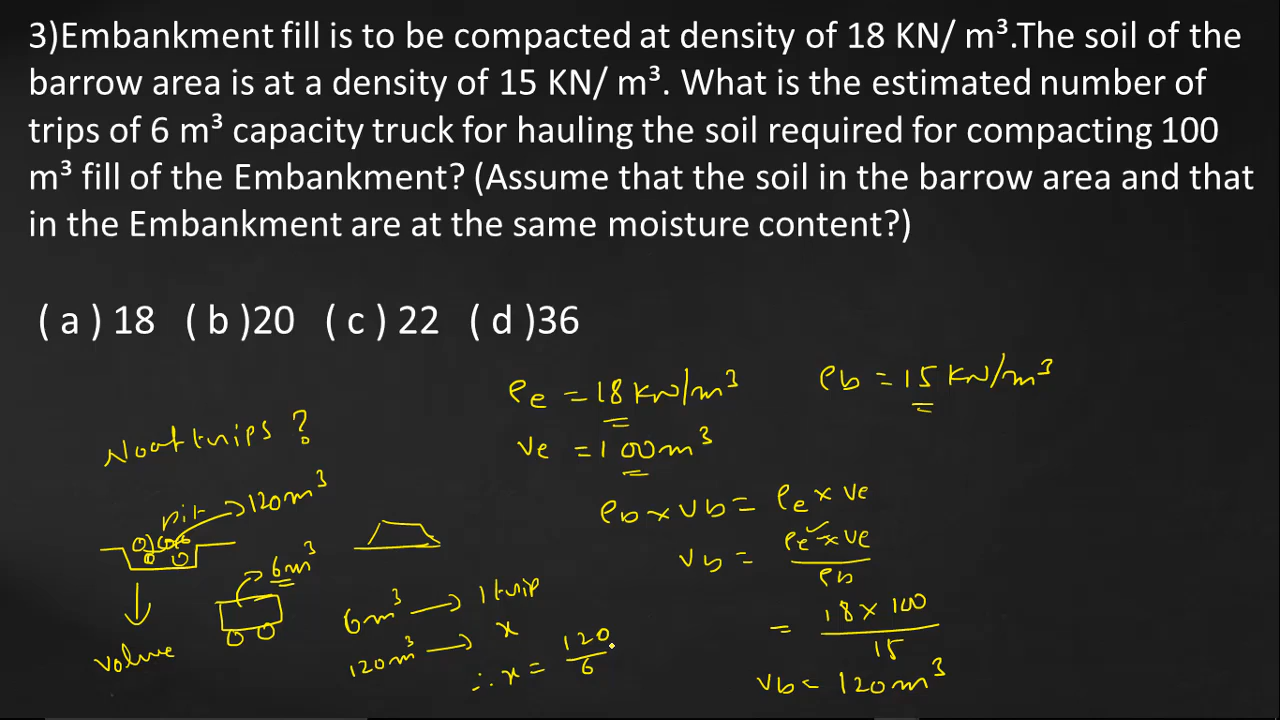 3)Embankment fill is to be compacted at density of 18 KN/ m³.The soil of the
barrow area is at a density of 15 KN/ m³. What is the estimated number of
trips of 6 m³ capacity truck for hauling the soil required for compacting 100
m³ fill of the Embankment? (Assume that the soil in the barrow area and that
in the Embankment are at the same moisture content?)
( a ) 18 ( b )20 ( c ) 22 ( d )36
ρe = 18 KN/m³
ρb = 15 KN/m³
No of trips ?
Ve = 100m³
pit → 120m³
ρb × Vb = ρe × Ve
Vb = ρe × Ve / ρb
= 18 × 100 / 15
Vb = 120m³
6m³
volume
6m³ → 1 trip
120m³ → x
∴ x = 120 / 6